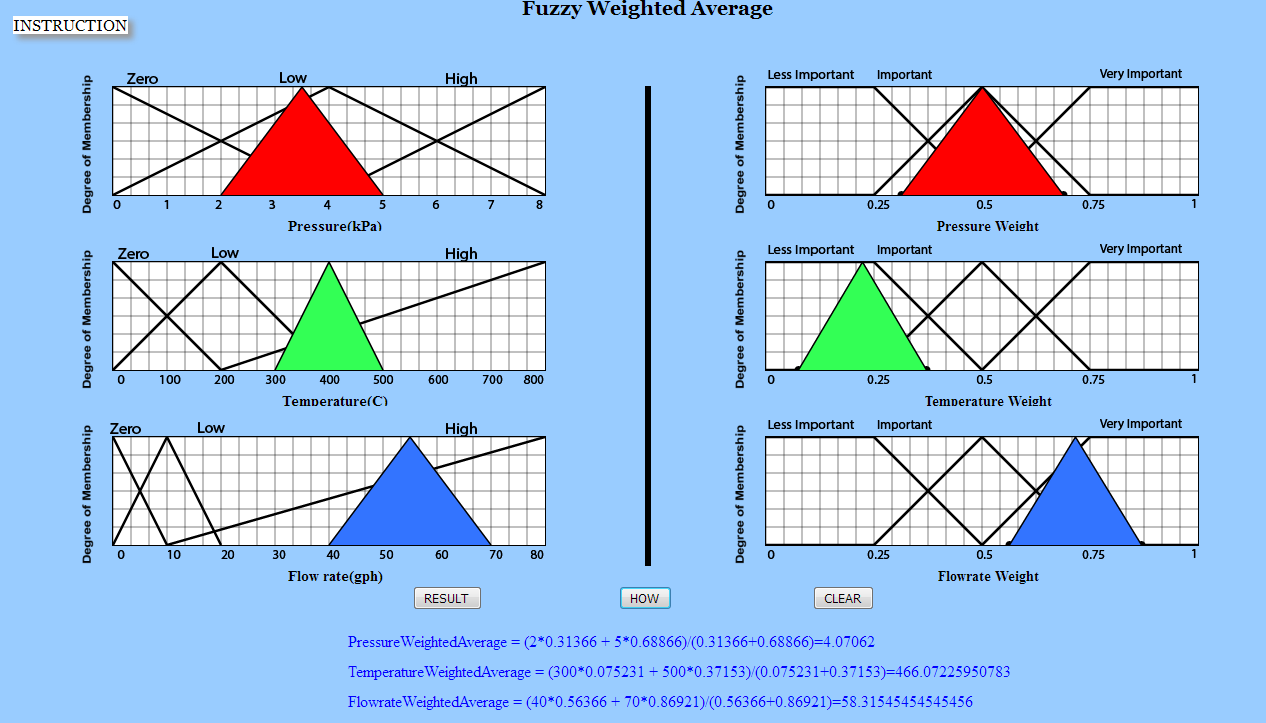 Fuzzy Weighted Average
INSTRUCTION
Zero Low High
Degree of Membership
0 1 2 3 4 5 6 7 8
Pressure(kPa)
Less Important Important Very Important
Degree of Membership
0 0.25 0.5 0.75 1
Pressure Weight
Zero Low High
Degree of Membership
0 100 200 300 400 500 600 700 800
Temperature(C)
Less Important Important Very Important
Degree of Membership
0 0.25 0.5 0.75 1
Temperature Weight
Zero Low High
Degree of Membership
0 10 20 30 40 50 60 70 80
Flow rate(gph)
Less Important Important Very Important
Degree of Membership
0 0.25 0.5 0.75 1
Flowrate Weight
RESULT HOW CLEAR
PressureWeightedAverage = (2*0.31366 + 5*0.68866)/(0.31366+0.68866)=4.07062
TemperatureWeightedAverage = (300*0.075231 + 500*0.37153)/(0.075231+0.37153)=466.07225950783
FlowrateWeightedAverage = (40*0.56366 + 70*0.86921)/(0.56366+0.86921)=58.31545454545456